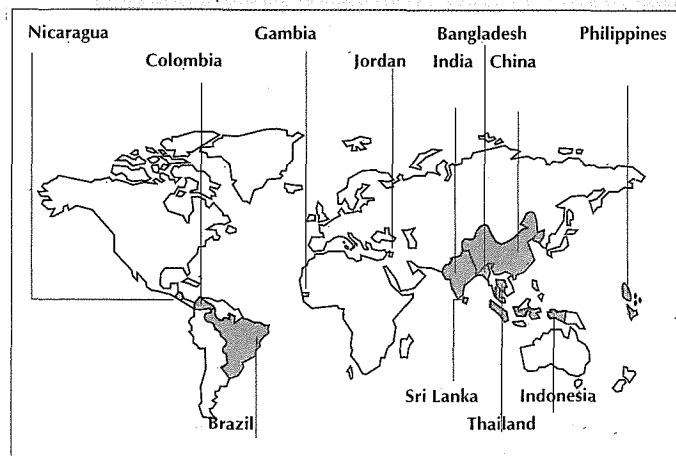 Nicaragua Gambia Bangladesh Philippines
Colombia Jordan India China
Sri Lanka Indonesia
Brazil Thailand